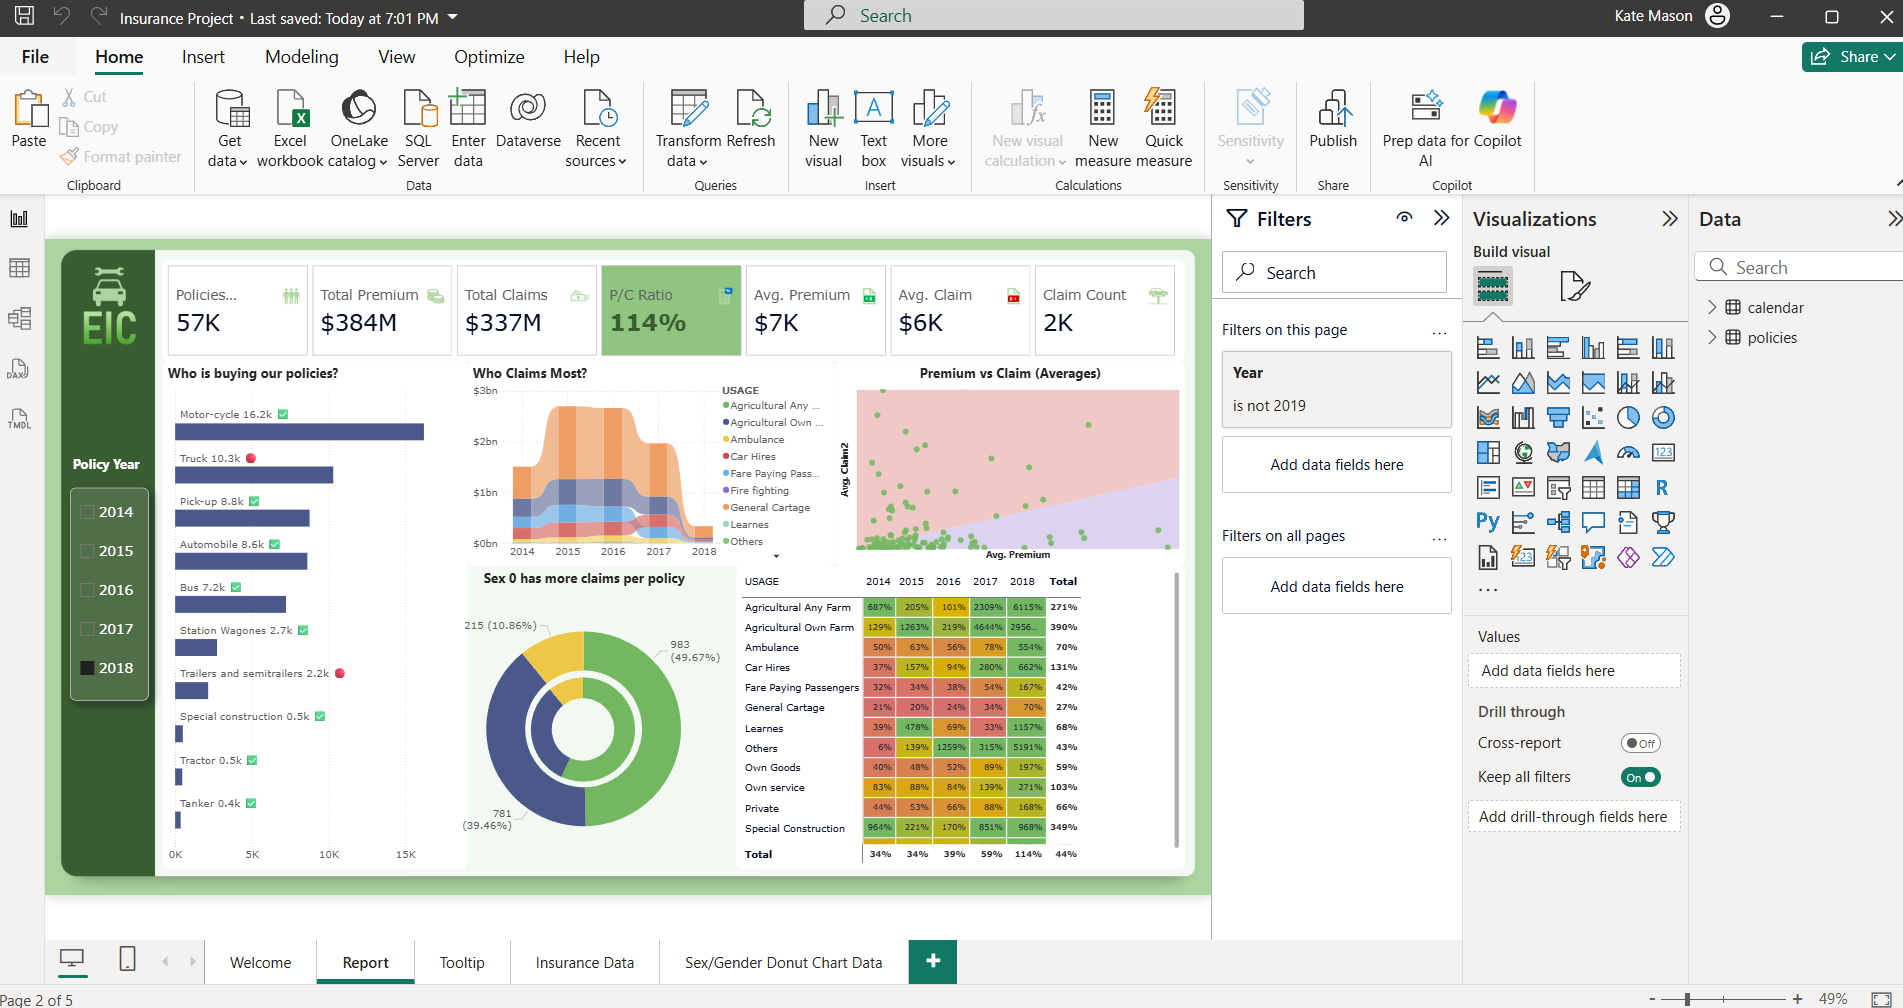 Insurance Project • Last saved: Today at 7:01 PM
Search
Kate Mason
File
Home
Insert
Modeling
View
Optimize
Help
Share
Paste
Cut
Copy
Format painter
Clipboard
Get data
Excel workbook
OneLake catalog
SQL Server
Enter data
Dataverse
Recent sources
Data
Transform data
Refresh
Queries
New visual
Text box
More visuals
Insert
New visual calculation
New measure
Quick measure
Calculations
Sensitivity
Sensitivity
Publish
Share
Prep data for AI
Copilot
Copilot
DAX
TMDL
EIC
Policy Year
2014
2015
2016
2017
2018
Policies...
57K
Total Premium
$384M
Total Claims
$337M
P/C Ratio
114%
Avg. Premium
$7K
Avg. Claim
$6K
Claim Count
2K
Who is buying our policies?
Motor-cycle 16.2k
Truck 10.3k
Pick-up 8.8k
Automobile 8.6k
Bus 7.2k
Station Wagones 2.7k
Trailers and semitrailers 2.2k
Special construction 0.5k
Tractor 0.5k
Tanker 0.4k
0K 5K 10K 15K
Who Claims Most?
$3bn
$2bn
$1bn
$0bn
2014 2015 2016 2017 2018
USAGE
Agricultural Any ...
Agricultural Own ...
Ambulance
Car Hires
Fare Paying Pass...
Fire fighting
General Cartage
Learnes
Others
Premium vs Claim (Averages)
Avg. Claim2
Avg. Premium
Sex 0 has more claims per policy
215 (10.86%)
983
(49.67%)
781
(39.46%)
USAGE 2014 2015 2016 2017 2018 Total
Agricultural Any Farm 687% 205% 101% 2309% 6115% 271%
Agricultural Own Farm 129% 1263% 219% 4644% 2956... 390%
Ambulance 50% 63% 56% 78% 554% 70%
Car Hires 37% 157% 94% 280% 662% 131%
Fare Paying Passengers 32% 34% 38% 54% 167% 42%
General Cartage 21% 20% 24% 34% 70% 27%
Learnes 39% 478% 69% 33% 1157% 68%
Others 6% 139% 1259% 315% 5191% 43%
Own Goods 40% 48% 52% 89% 197% 59%
Own service 83% 88% 84% 139% 271% 103%
Private 44% 53% 66% 88% 168% 66%
Special Construction 964% 221% 170% 851% 968% 349%
Total 34% 34% 39% 59% 114% 44%
Filters
Search
Filters on this page
...
Year
is not 2019
Add data fields here
Filters on all pages
...
Add data fields here
Visualizations
Build visual
123
R
Py
123
...
Values
Add data fields here
Drill through
Cross-report
Off
Keep all filters
On
Add drill-through fields here
Data
Search
calendar
policies
Welcome
Report
Tooltip
Insurance Data
Sex/Gender Donut Chart Data
+
Page 2 of 5
- + 49%